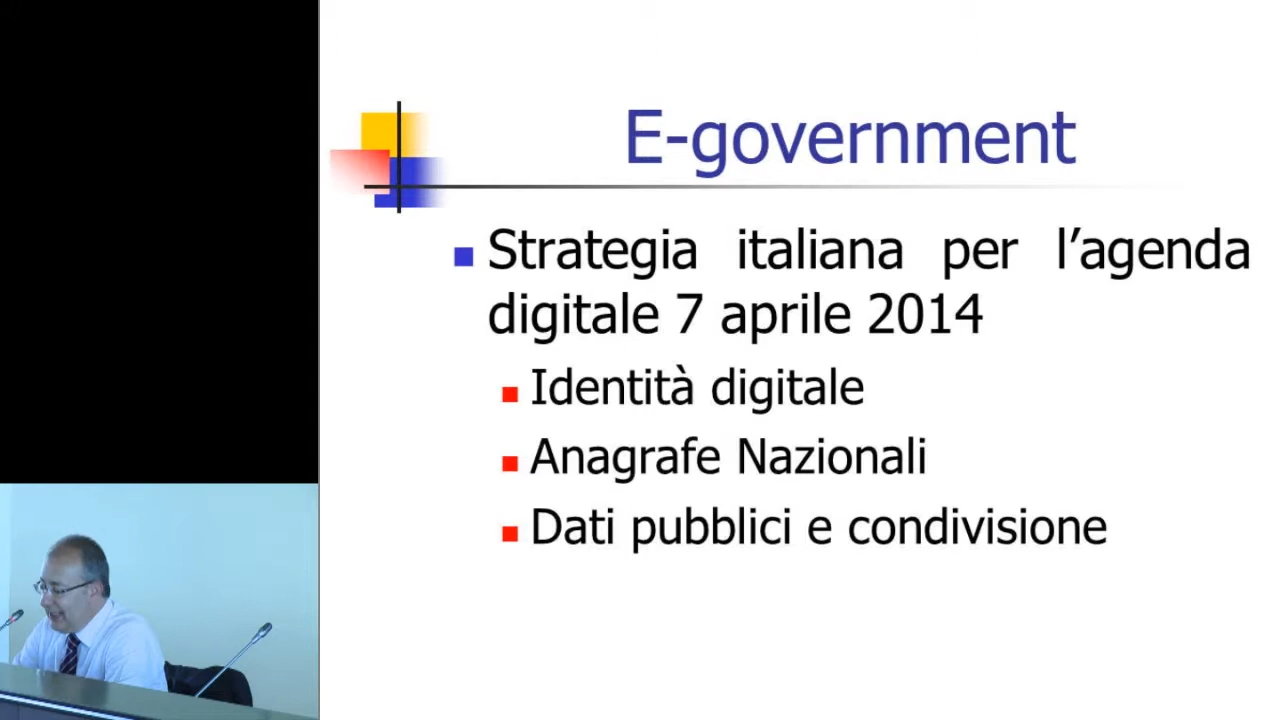 E-government
Strategia italiana per l’agenda
digitale 7 aprile 2014
Identità digitale
Anagrafe Nazionali
Dati pubblici e condivisione